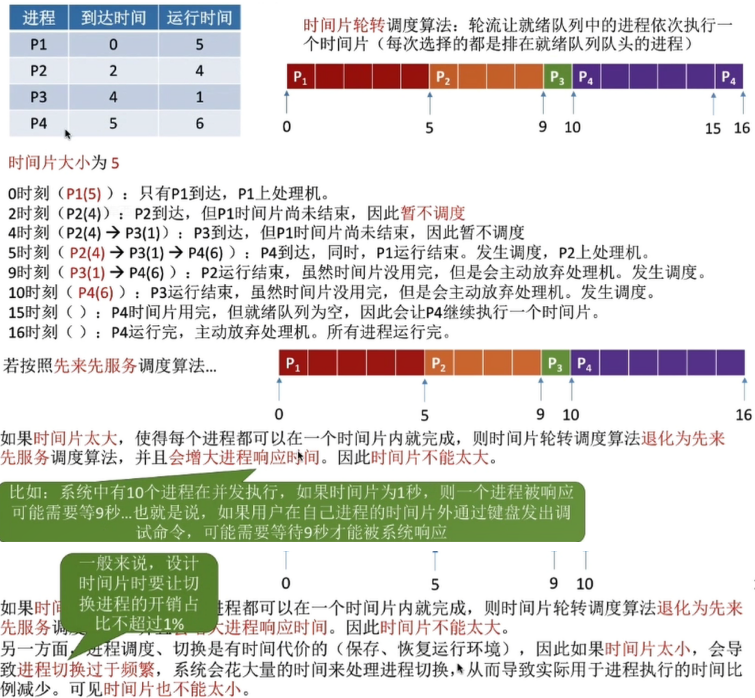 进程 到达时间 运行时间
P1 0 5
P2 2 4
P3 4 1
P4 5 6
时间片轮转调度算法：轮流让就绪队列中的进程依次执行一
个时间片（每次选择的都是排在就绪队列队头的进程）
P1 P2 P3 P4 P4
0 5 9 10 15 16
时间片大小为 5
0时刻（P1(5)）：只有P1到达，P1上处理机。
2时刻（P2(4)）：P2到达，但P1时间片尚未结束，因此暂不调度
4时刻（P2(4) → P3(1)）：P3到达，但P1时间片尚未结束，因此暂不调度
5时刻（ P2(4) → P3(1) → P4(6) ）：P4到达，同时，P1运行结束。发生调度，P2上处理机。
9时刻（ P3(1) → P4(6) ）：P2运行结束，虽然时间片没用完，但是会主动放弃处理机。发生调度。
10时刻（ P4(6) ）：P3运行结束，虽然时间片没用完，但是会主动放弃处理机。发生调度。
15时刻（ ）：P4时间片用完，但就绪队列为空，因此会让P4继续执行一个时间片。
16时刻（ ）：P4运行完，主动放弃处理机。所有进程运行完。
若按照先来先服务调度算法…
P1 P2 P3 P4
0 5 9 10 16
如果时间片太大，使得每个进程都可以在一个时间片内就完成，则时间片轮转调度算法退化为先来
先服务调度算法，并且会增大进程响应时间。因此时间片不能太大。
比如：系统中有10个进程在并发执行，如果时间片为1秒，则一个进程被响应
可能需要等9秒…也就是说，如果用户在自己进程的时间片外通过键盘发出调
试命令，可能需要等待9秒才能被系统响应
0 5 9 10
一般来说，设计
时间片时要让切
换进程的开销占
比不超过1%
如果时间 进程都可以在一个时间片内就完成，则时间片轮转调度算法退化为先来
先服务调度 会增大进程响应时间。因此时间片不能太大。
另一方面，进程调度、切换是有时间代价的（保存、恢复运行环境），因此如果时间片太小，会导
致进程切换过于频繁，系统会花大量的时间来处理进程切换，从而导致实际用于进程执行的时间比
例减少。可见时间片也不能太小。